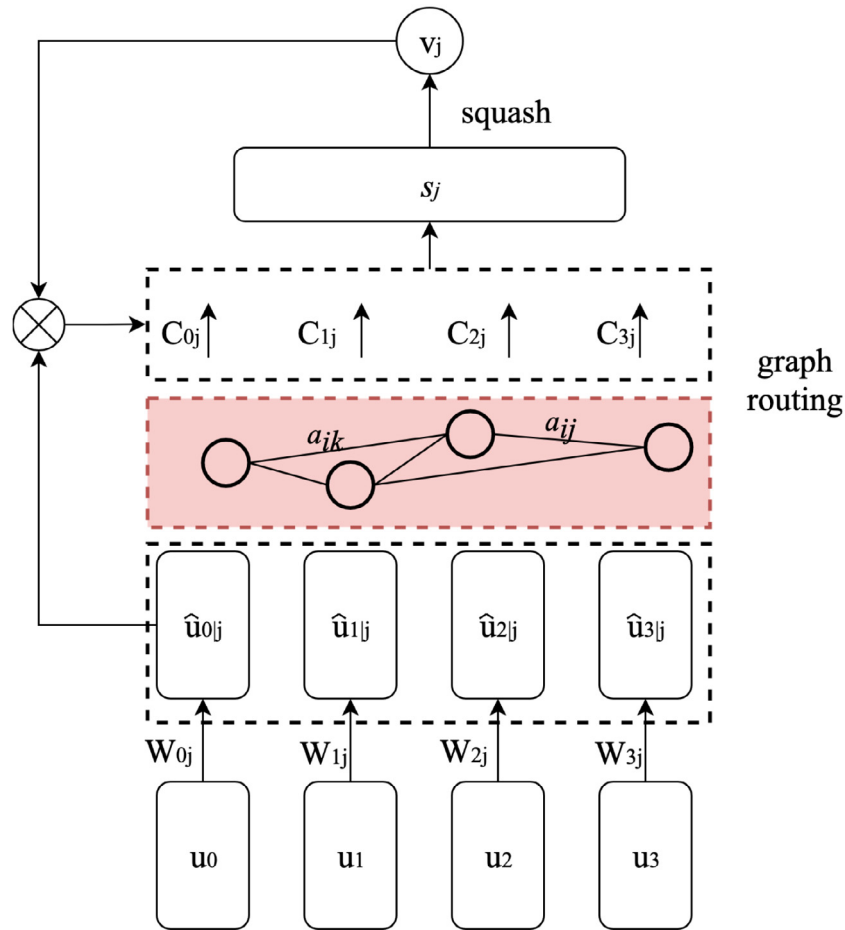 vj
squash
sj
C0j C1j C2j C3j
graph
routing
aik aij
û0|j û1|j û2|j û3|j
W0j W1j W2j W3j
u0 u1 u2 u3